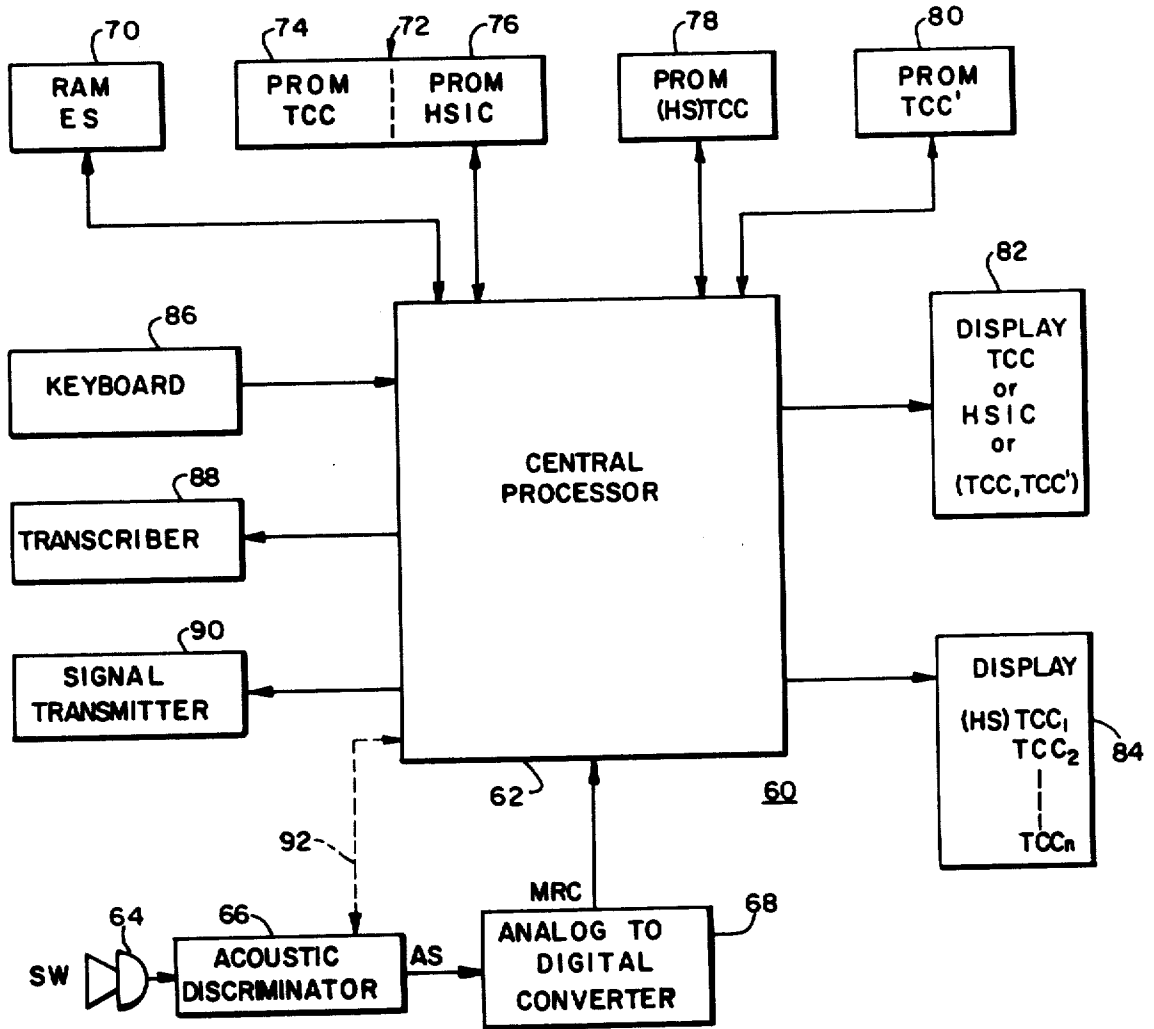 70
74
72
76
78
80
RAM
ES
PROM
TCC
PROM
HSIC
PROM
(HS)TCC
PROM
TCC'
86
KEYBOARD
82
DISPLAY
TCC
or
HSIC
or
(TCC,TCC')
CENTRAL
PROCESSOR
88
TRANSCRIBER
90
SIGNAL
TRANSMITTER
DISPLAY
(HS) TCC1
TCC2
TCCn
84
62
60
92
MRC
64
66
68
SW
ACOUSTIC
DISCRIMINATOR
AS
ANALOG TO
DIGITAL
CONVERTER